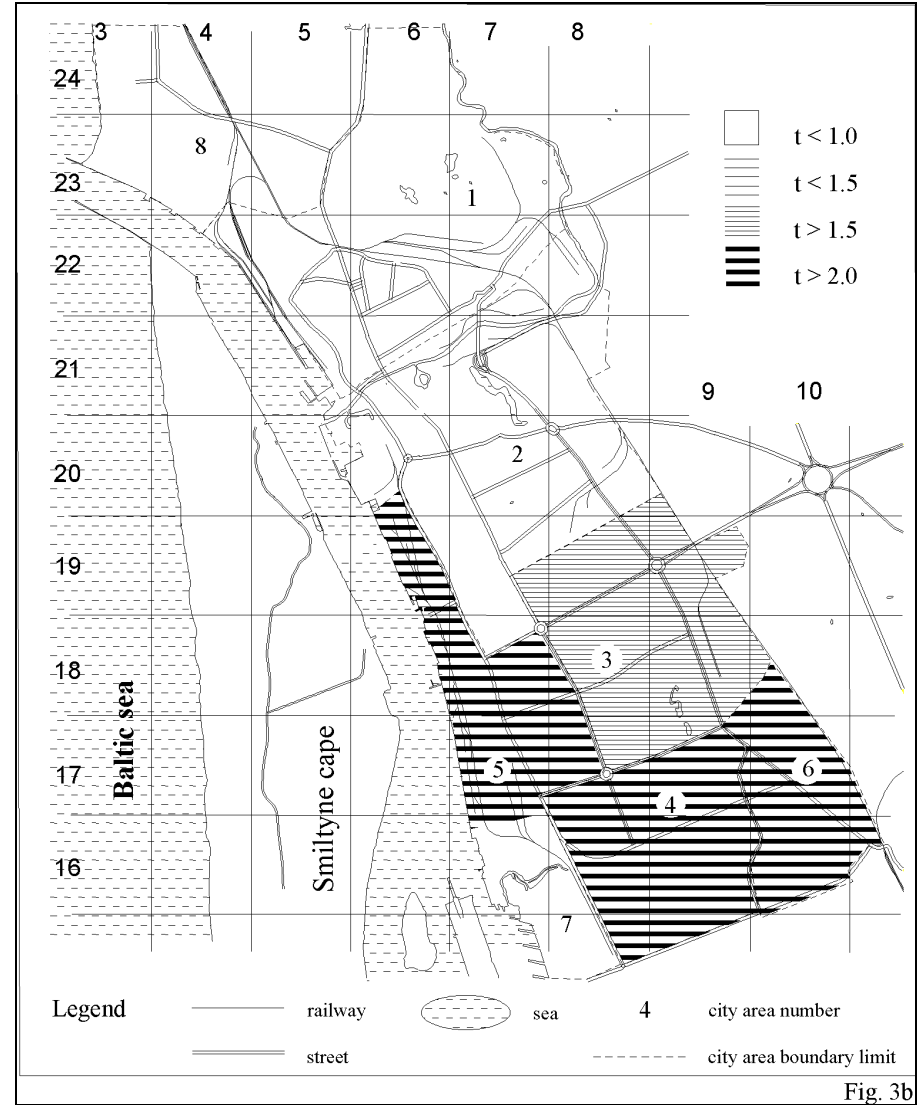 3 4 5 6 7 8
24
8
t < 1.0
23
1
t < 1.5
t > 1.5
22
t > 2.0
21
9 10
2
20
19
18
3
Baltic sea
Smiltyne cape
17
5
6
4
16
7
Legend
railway
sea
4
city area number
street
city area boundary limit
Fig. 3b